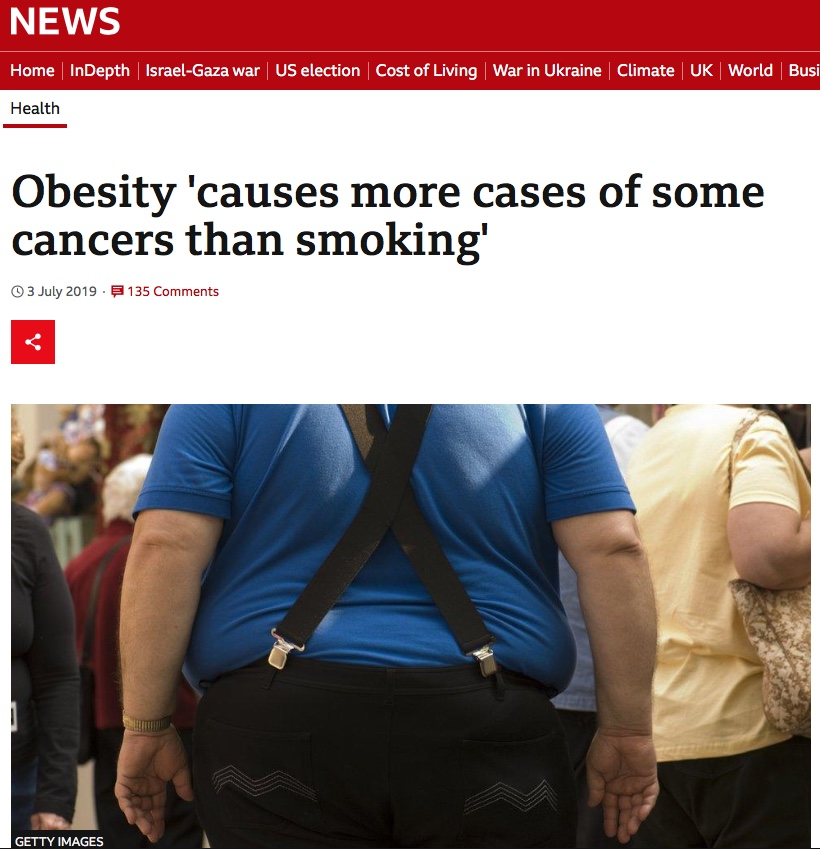 NEWS
Home InDepth Israel-Gaza war US election Cost of Living War in Ukraine Climate UK World Busi
Health
Obesity 'causes more cases of some
cancers than smoking'
3 July 2019 · 135 Comments
GETTY IMAGES